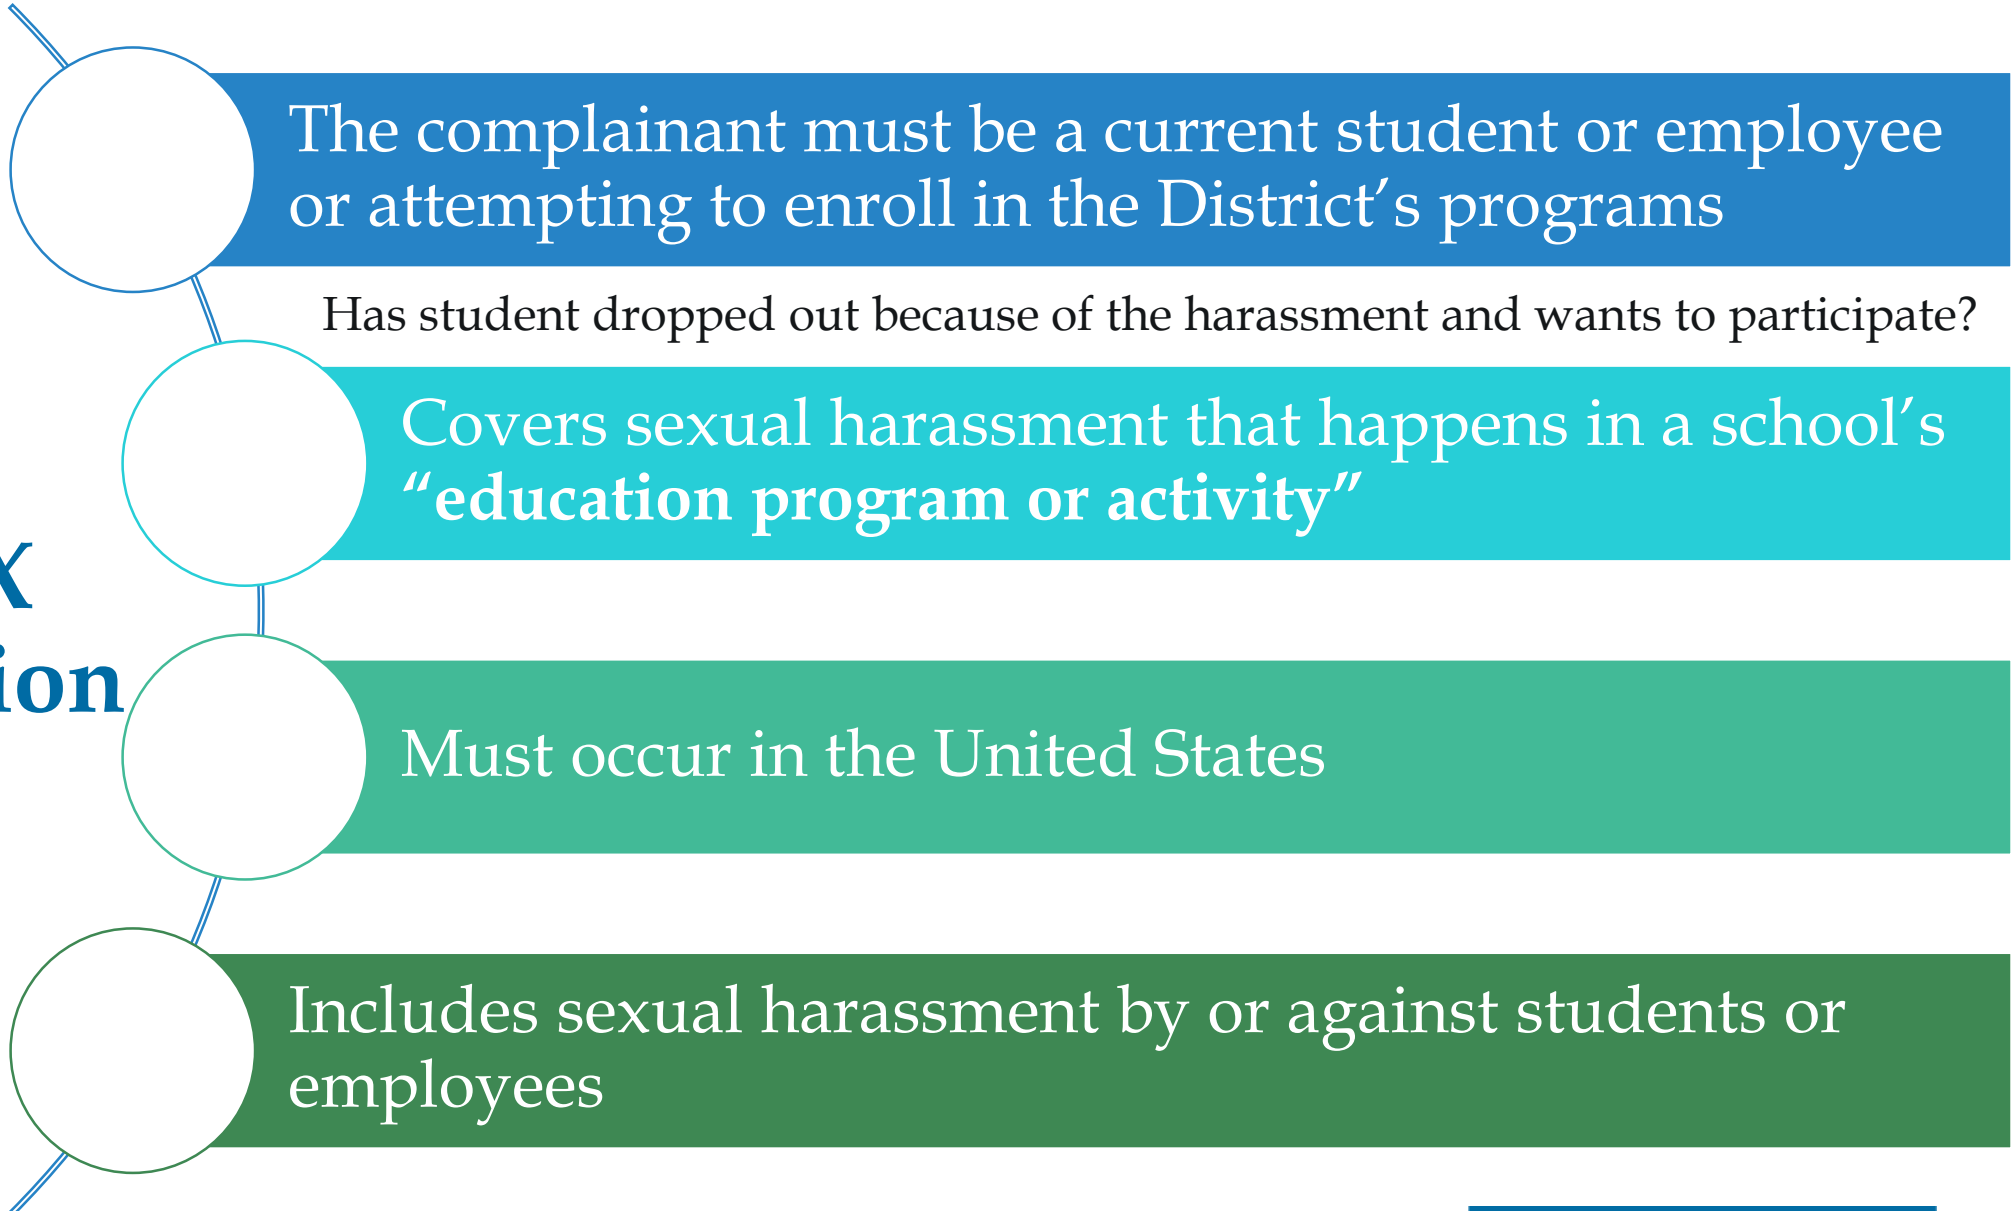 The complainant must be a current student or employee
or attempting to enroll in the District’s programs
Has student dropped out because of the harassment and wants to participate?
Covers sexual harassment that happens in a school’s
“education program or activity”
X
ion
Must occur in the United States
Includes sexual harassment by or against students or
employees